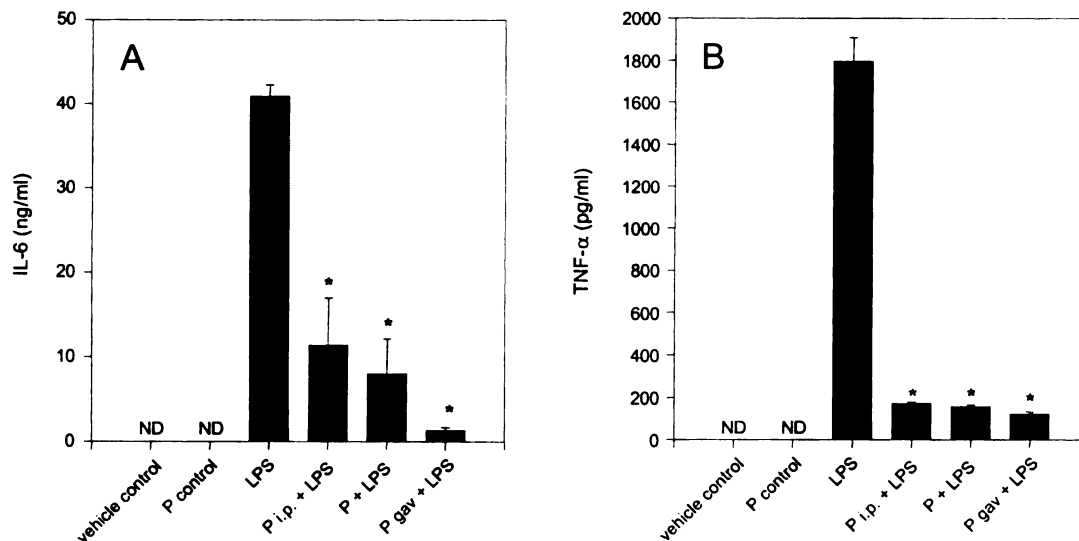 A
IL-6 (ng/ml)
50
40
30
20
10
0
ND
ND
*
*
*
vehicle control
P control
LPS
P i.p. + LPS
P + LPS
P gav + LPS
B
TNF-α (pg/ml)
2000
1800
1600
1400
1200
1000
800
600
400
200
0
ND
ND
*
*
*
vehicle control
P control
LPS
P i.p. + LPS
P + LPS
P gav + LPS